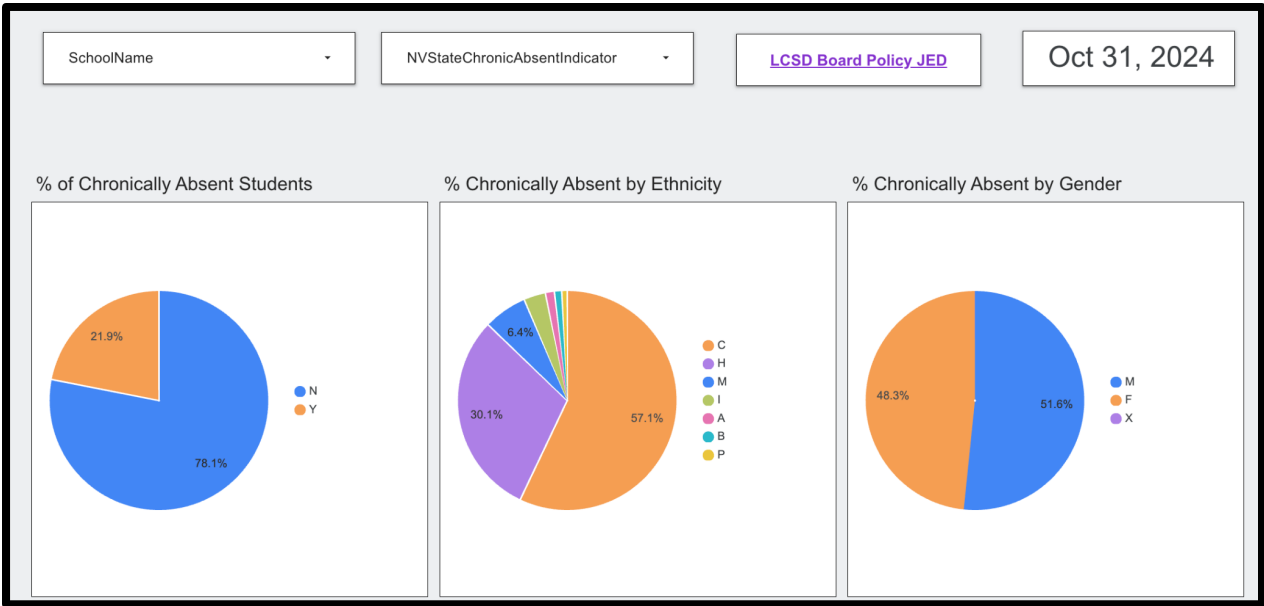 SchoolName
NVStateChronicAbsentIndicator
LCSD Board Policy JED
Oct 31, 2024
% of Chronically Absent Students
21.9%
78.1%
N
Y
% Chronically Absent by Ethnicity
6.4%
30.1%
57.1%
C
H
M
I
A
B
P
% Chronically Absent by Gender
48.3%
51.6%
M
F
X